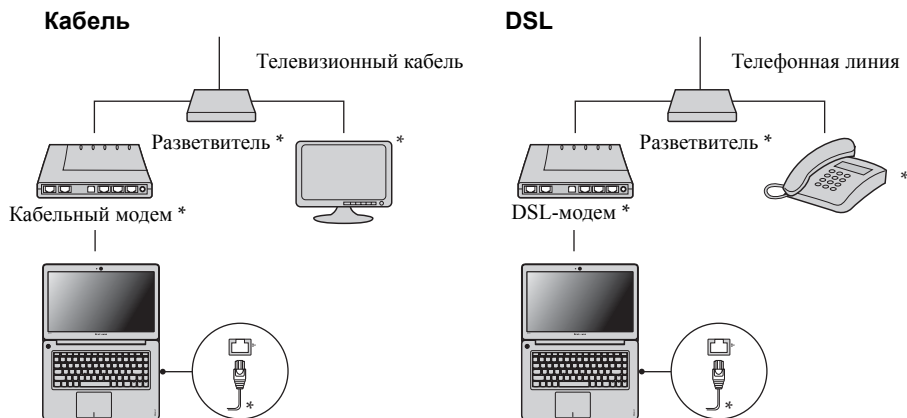 Кабель
Телевизионный кабель
Разветвитель *
*
Кабельный модем *
*
DSL
Телефонная линия
Разветвитель *
*
DSL-модем *
*